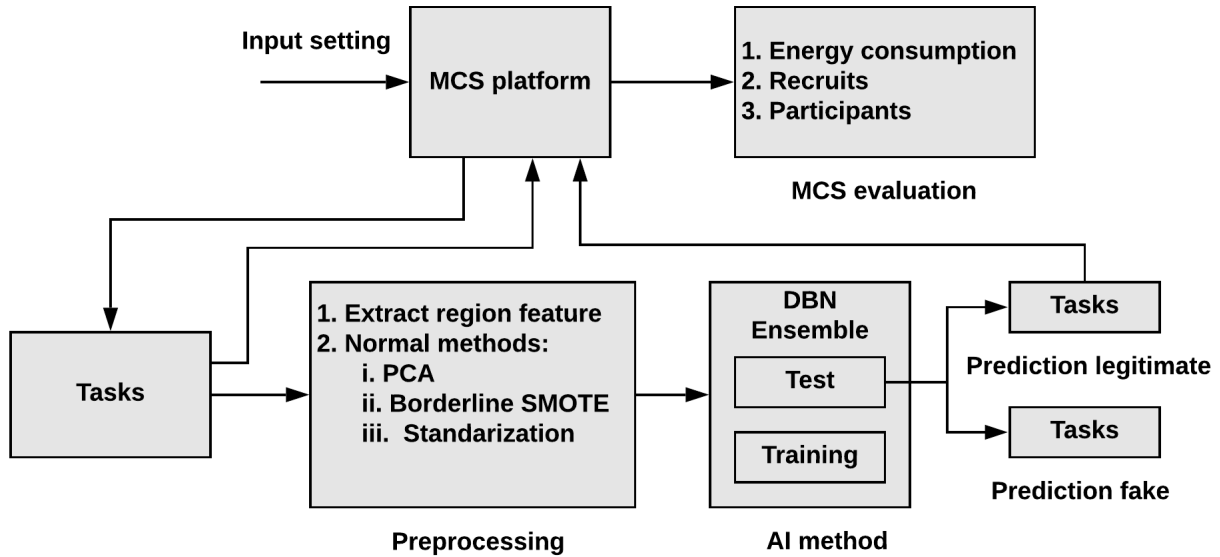 Input setting
MCS platform
1. Energy consumption
2. Recruits
3. Participants
MCS evaluation
Tasks
1. Extract region feature
2. Normal methods:
i. PCA
ii. Borderline SMOTE
iii. Standarization
Preprocessing
DBN
Ensemble
Test
Training
AI method
Tasks
Prediction legitimate
Tasks
Prediction fake